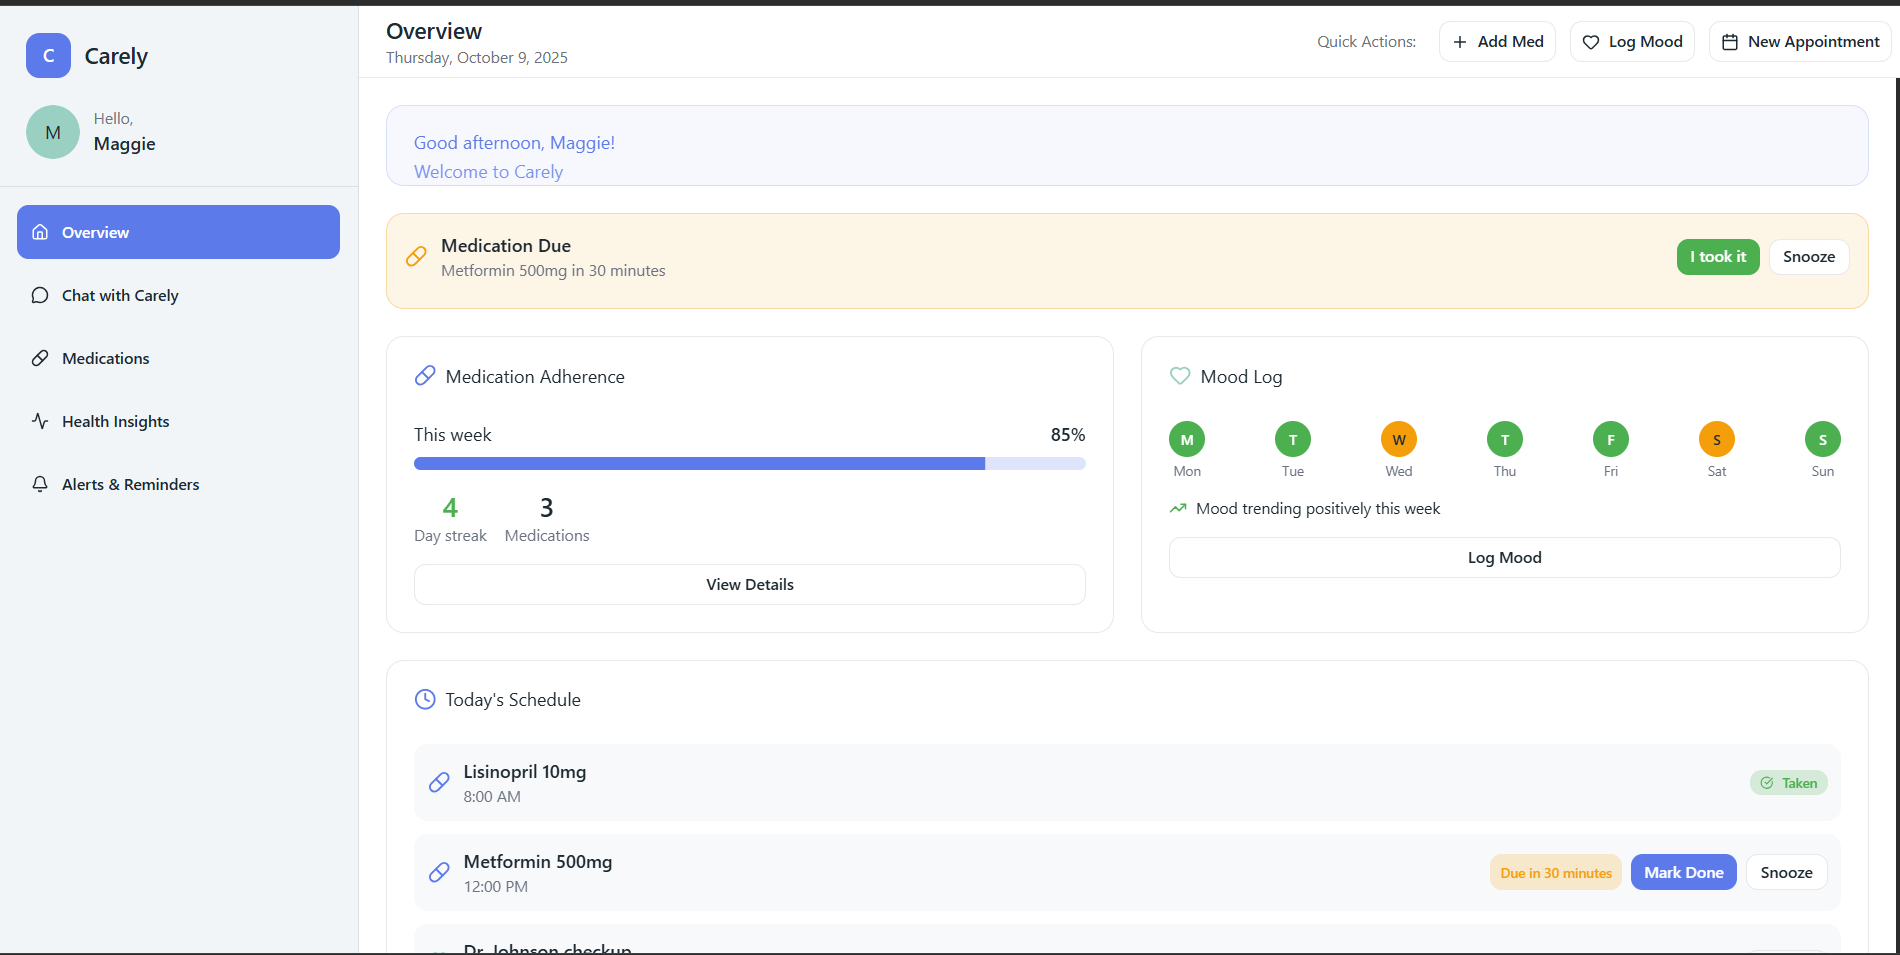 C
Carely
M
Hello,
Maggie
Overview
Chat with Carely
Medications
Health Insights
Alerts & Reminders
Overview
Thursday, October 9, 2025
Quick Actions:
Add Med
Log Mood
New Appointment
Good afternoon, Maggie!
Welcome to Carely
Medication Due
Metformin 500mg in 30 minutes
I took it
Snooze
Medication Adherence
This week 85%
4 3
Day streak Medications
View Details
Mood Log
M T W T F S S
Mon Tue Wed Thu Fri Sat Sun
Mood trending positively this week
Log Mood
Today's Schedule
Lisinopril 10mg
8:00 AM
Taken
Metformin 500mg
12:00 PM
Due in 30 minutes
Mark Done
Snooze
Dr. Johnson checkup